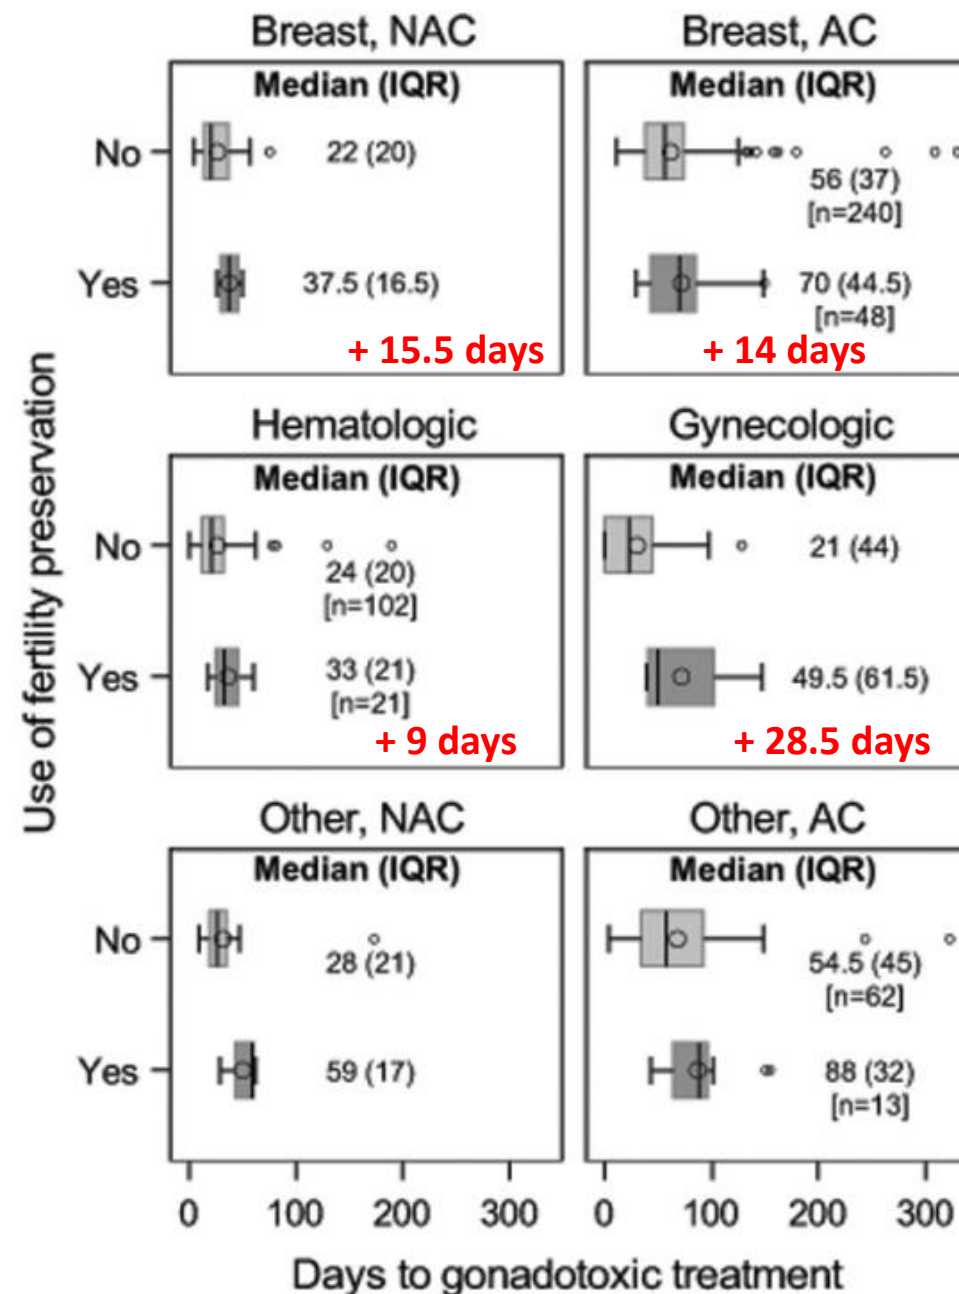 Use of fertility preservation
Breast, NAC
Median (IQR)
No
22 (20)
Yes
37.5 (16.5)
+ 15.5 days
Breast, AC
Median (IQR)
56 (37)
[n=240]
70 (44.5)
[n=48]
+ 14 days
Hematologic
Median (IQR)
No
24 (20)
[n=102]
Yes
33 (21)
[n=21]
+ 9 days
Gynecologic
Median (IQR)
21 (44)
49.5 (61.5)
+ 28.5 days
Other, NAC
Median (IQR)
No
28 (21)
Yes
59 (17)
Other, AC
Median (IQR)
54.5 (45)
[n=62]
88 (32)
[n=13]
0 100 200 300
0 100 200 300
Days to gonadotoxic treatment